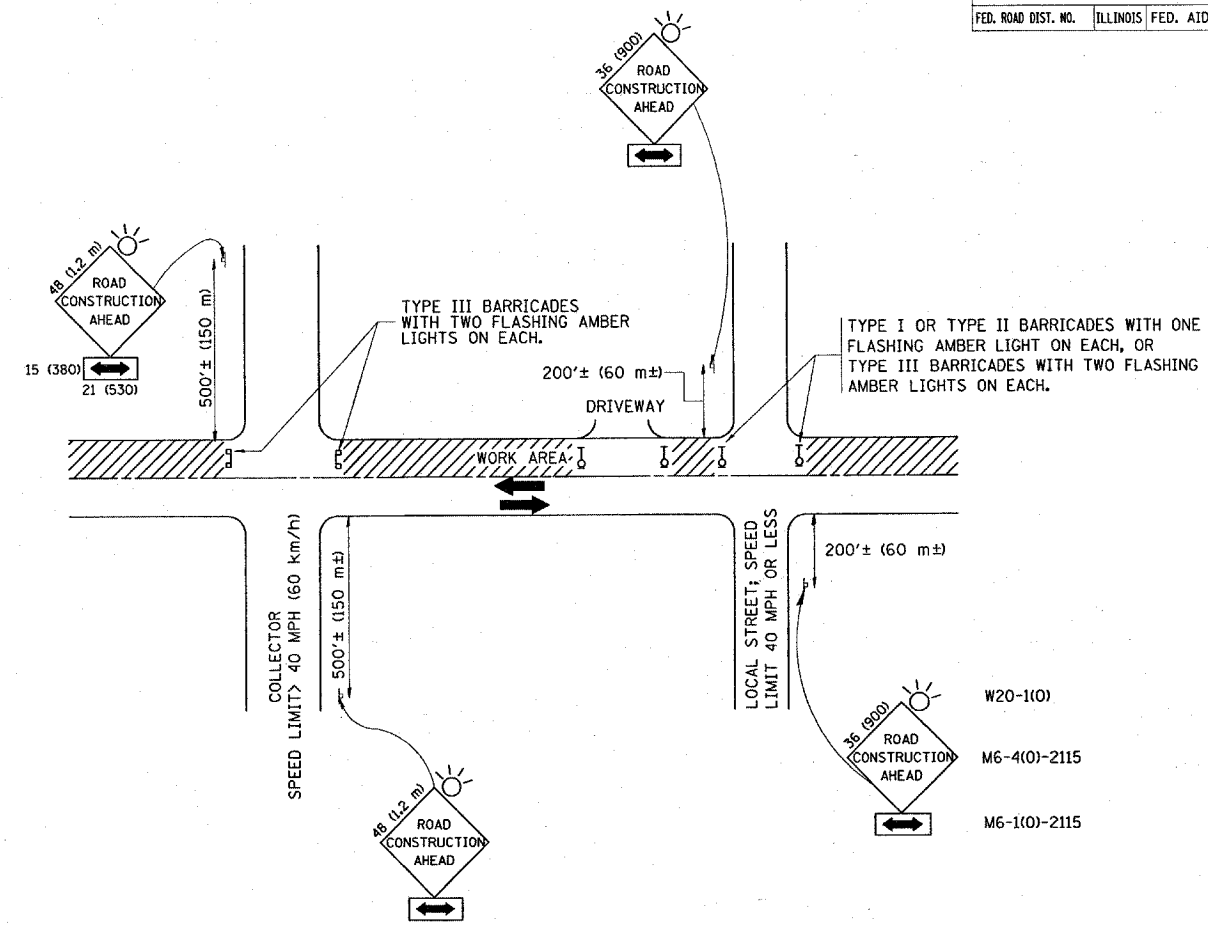 FED. ROAD DIST. NO. ILLINOIS FED. AID
36 (900)
ROAD
CONSTRUCTION
AHEAD
48 (1.2 m)
ROAD
CONSTRUCTION
AHEAD
15 (380)
21 (530)
500'± (150 m)
TYPE III BARRICADES
WITH TWO FLASHING AMBER
LIGHTS ON EACH.
200'± (60 m±)
DRIVEWAY
TYPE I OR TYPE II BARRICADES WITH ONE
FLASHING AMBER LIGHT ON EACH, OR
TYPE III BARRICADES WITH TWO FLASHING
AMBER LIGHTS ON EACH.
WORK AREA
COLLECTOR
SPEED LIMIT> 40 MPH (60 km/h)
500'± (150 m±)
LOCAL STREET; SPEED
LIMIT 40 MPH OR LESS
200'± (60 m±)
48 (1.2 m)
ROAD
CONSTRUCTION
AHEAD
36 (900)
ROAD
CONSTRUCTION
AHEAD
W20-1(O)
M6-4(O)-2115
M6-1(O)-2115